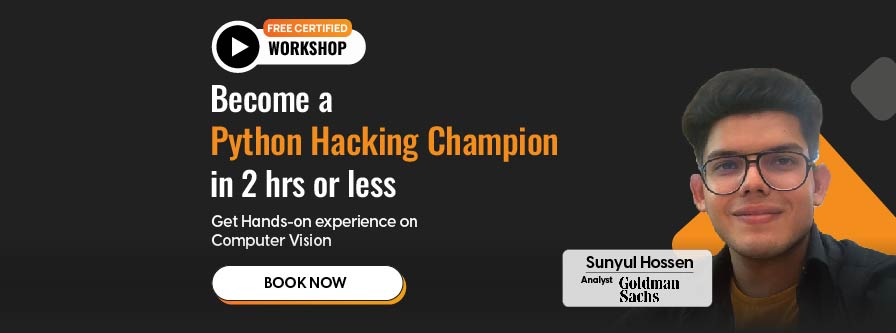 FREE CERTIFIED
WORKSHOP
Become a
Python Hacking Champion
in 2 hrs or less
Get Hands-on experience on
Computer Vision
BOOK NOW
Sunyul Hossen
Analyst Goldman
Sachs